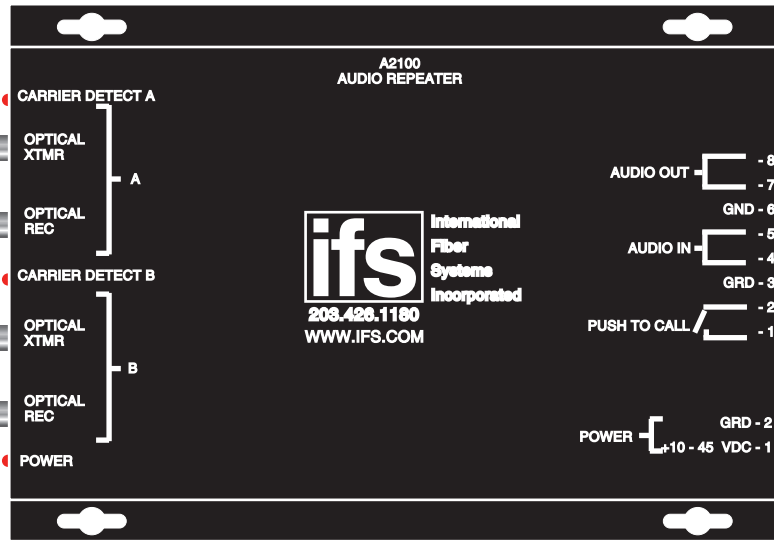 A2100
AUDIO REPEATER
CARRIER DETECT A
OPTICAL
XTMR
A
OPTICAL
REC
CARRIER DETECT B
OPTICAL
XTMR
B
OPTICAL
REC
POWER
ifs
International
Fiber
Systems
Incorporated
203.426.1180
WWW.IFS.COM
AUDIO OUT
- 8
- 7
GND - 6
AUDIO IN
- 5
- 4
GRD - 3
PUSH TO CALL
- 2
- 1
POWER
GRD - 2
+10 - 45 VDC - 1